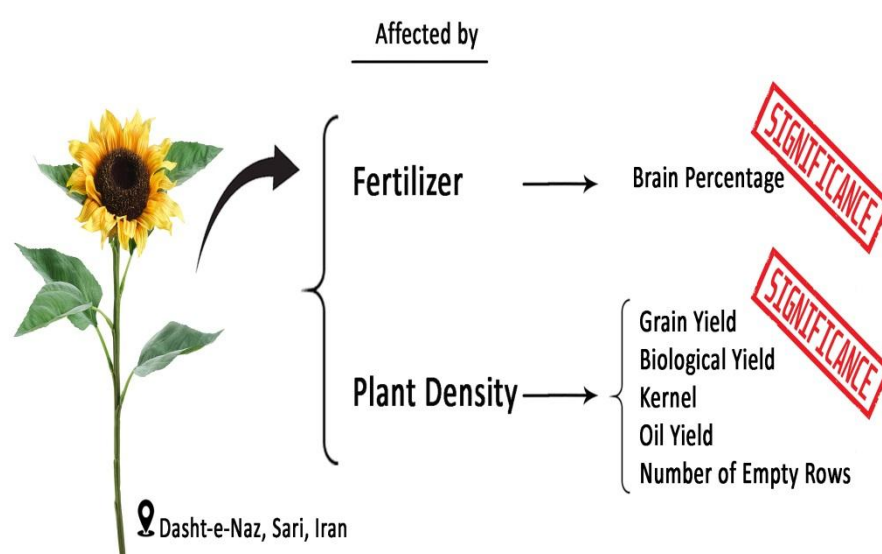 Affected by
Fertilizer
Brain Percentage
SIGNIFICANCE
Plant Density
Grain Yield
Biological Yield
Kernel
Oil Yield
Number of Empty Rows
SIGNIFICANCE
Dasht-e-Naz, Sari, Iran